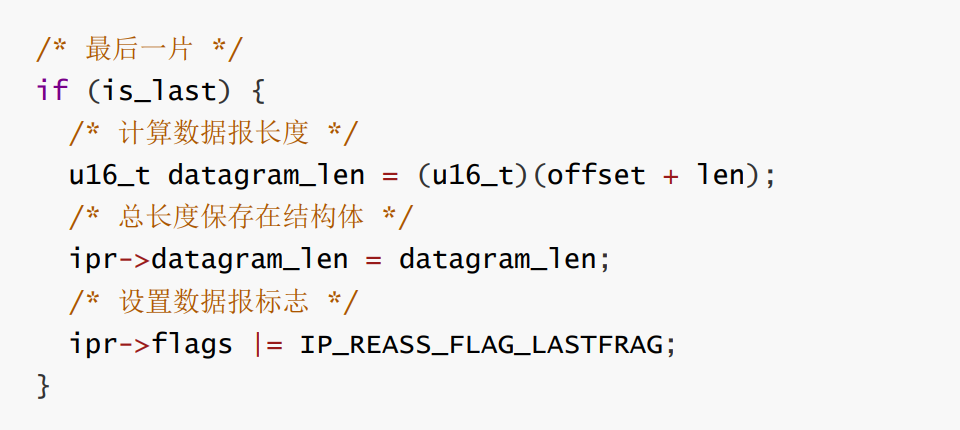 /* 最后一片 */
if (is_last) {
  /* 计算数据报长度 */
  u16_t datagram_len = (u16_t)(offset + len);
  /* 总长度保存在结构体 */
  ipr->datagram_len = datagram_len;
  /* 设置数据报标志 */
  ipr->flags |= IP_REASS_FLAG_LASTFRAG;
}